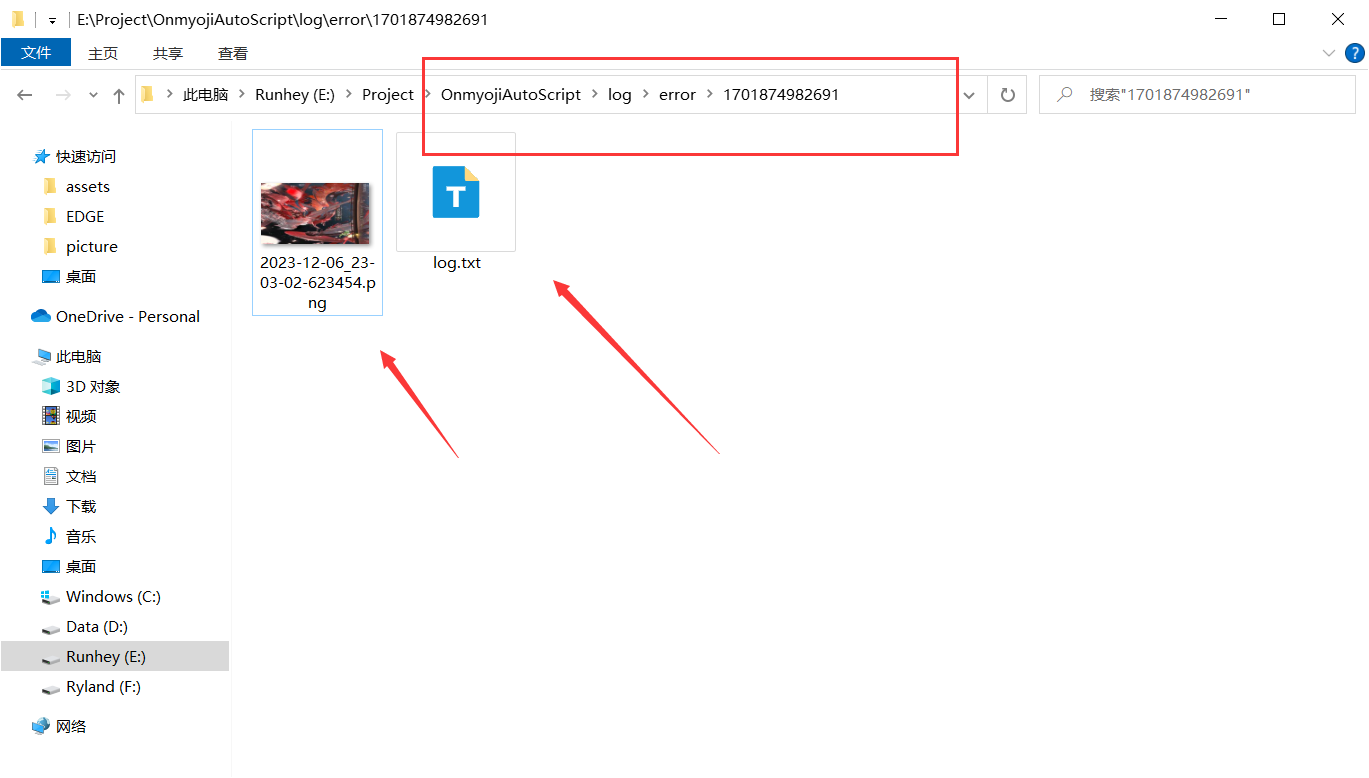 E:\Project\OnmyojiAutoScript\log\error\1701874982691
文件 主页 共享 查看
此电脑 Runhey (E:) Project OnmyojiAutoScript log error 1701874982691
搜索"1701874982691"
快速访问
assets
EDGE
picture
桌面
OneDrive - Personal
此电脑
3D 对象
视频
图片
文档
下载
音乐
桌面
Windows (C:)
Data (D:)
Runhey (E:)
Ryland (F:)
网络
2023-12-06_23-
03-02-623454.p
ng
T
log.txt